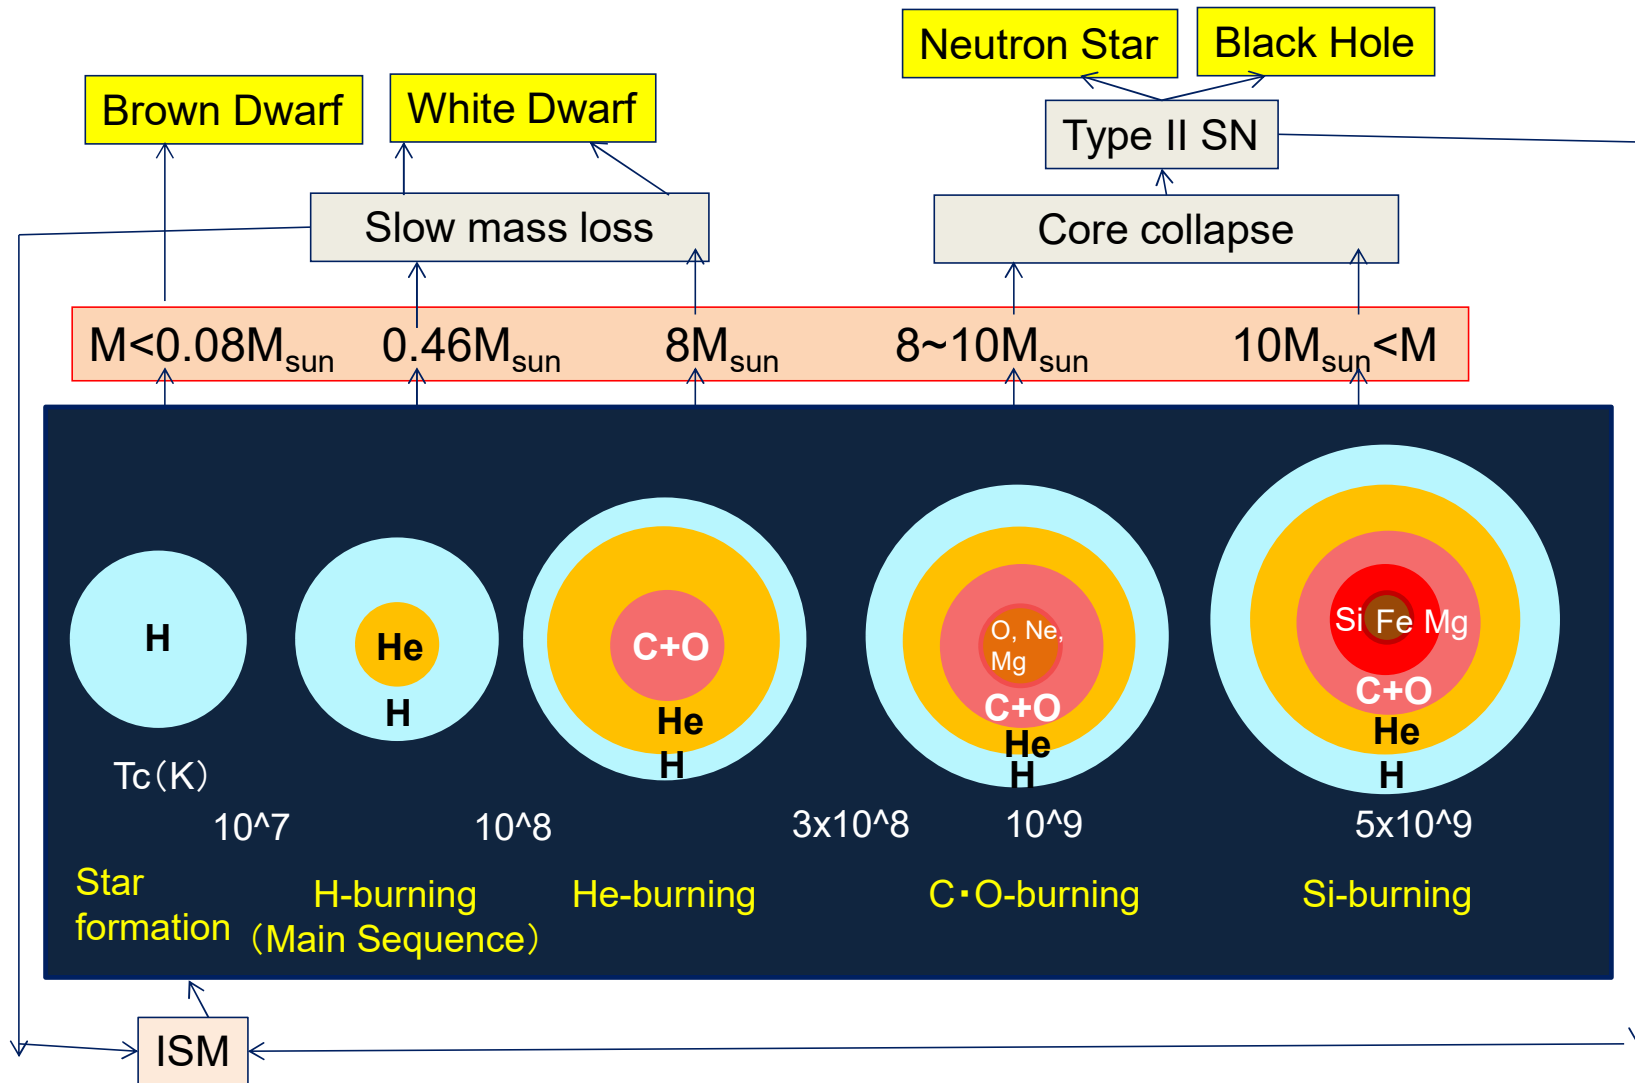 Neutron Star
Black Hole
Brown Dwarf
White Dwarf
Type II SN
Slow mass loss
Core collapse
M<0.08Msun
0.46Msun
8Msun
8~10Msun
10Msun<M
H
He
H
C+O
He
H
O, Ne,
Mg
C+O
He
H
Si Fe Mg
C+O
He
H
Tc（K）
10^7
10^8
3x10^8
10^9
5x10^9
Star
formation
H-burning
（Main Sequence）
He-burning
C・O-burning
Si-burning
ISM